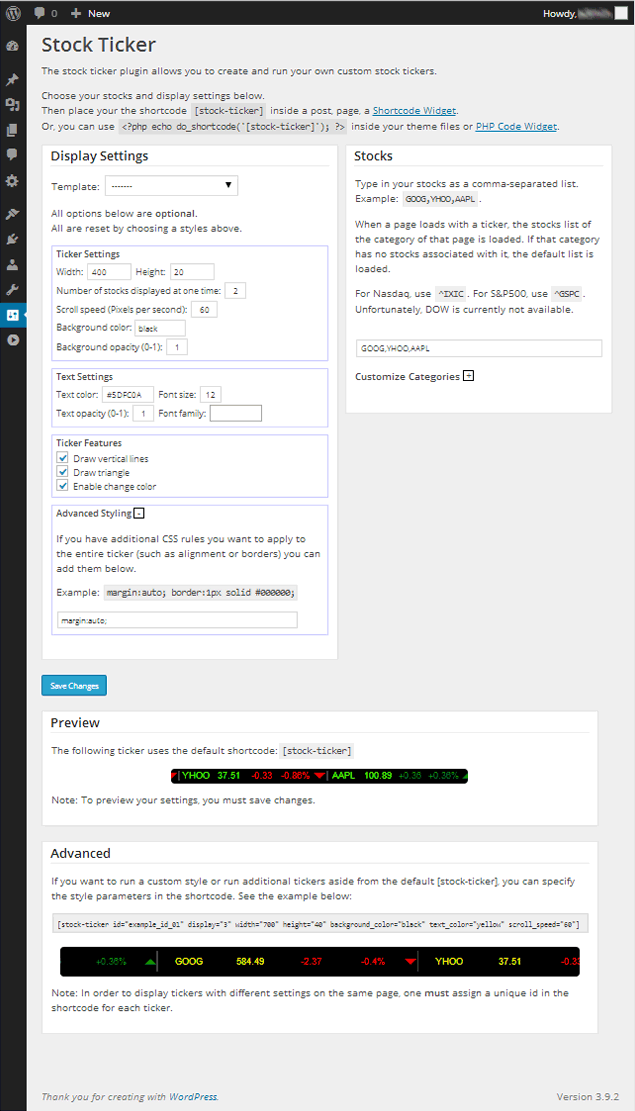 0 + New
Howdy,
Stock Ticker
The stock ticker plugin allows you to create and run your own custom stock tickers.
Choose your stocks and display settings below.
Then place your the shortcode [stock-ticker] inside a post, page, a Shortcode Widget.
Or, you can use <?php echo do_shortcode('[stock-ticker]'); ?> inside your theme files or PHP Code Widget.
Display Settings
Template: -------
All options below are optional.
All are reset by choosing a styles above.
Ticker Settings
Width: 400 Height: 20
Number of stocks displayed at one time: 2
Scroll speed (Pixels per second): 60
Background color: black
Background opacity (0-1): 1
Text Settings
Text color: #5DFC0A Font size: 12
Text opacity (0-1): 1 Font family:
Ticker Features
Draw vertical lines
Draw triangle
Enable change color
Advanced Styling -
If you have additional CSS rules you want to apply
to the entire ticker (such as alignment or borders) you can
add them below.
Example: margin:auto; border:1px solid #000000;
margin:auto;
Stocks
Type in your stocks as a comma-separated list.
Example: GOOG,YHOO,AAPL.
When a page loads with a ticker, the stocks list of
the category of that page is loaded. If that category
has no stocks associated with it, the default list is
loaded.
For Nasdaq, use ^IXIC. For S&P500, use ^GSPC.
Unfortunately, DOW is currently not available.
GOOG,YHOO,AAPL
Customize Categories +
Save Changes
Preview
The following ticker uses the default shortcode: [stock-ticker]
YHOO 37.51 -0.33 -0.86% AAPL 100.89 +0.36 +0.36%
Note: To preview your settings, you must save changes.
Advanced
If you want to run a custom style or run additional tickers aside from the default [stock-ticker], you can specify
the style parameters in the shortcode. See the example below:
[stock-ticker id="example_id_01" display="3" width="700" height="40" background_color="black" text_color="yellow" scroll_speed="60"]
+0.36% GOOG 584.49 -2.37 -0.4% YHOO 37.51 -0.33
Note: In order to display tickers with different settings on the same page, one must assign a unique id in the
shortcode for each ticker.
Thank you for creating with WordPress.
Version 3.9.2